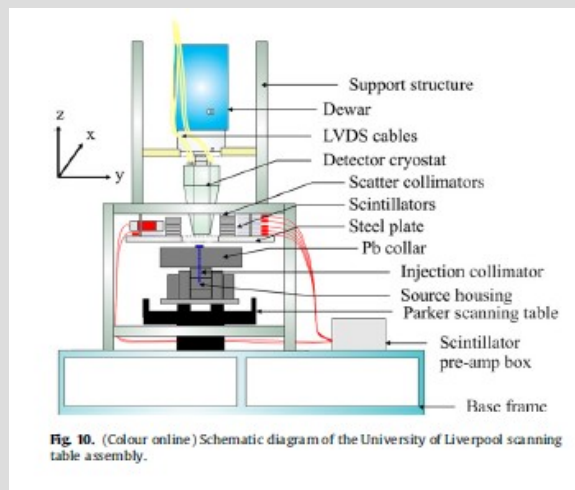 Support structure
Dewar
LVDS cables
Detector cryostat
Scatter collimators
Scintillators
Steel plate
Pb collar
Injection collimator
Source housing
Parker scanning table
Scintillator
pre-amp box
Base frame
z
x
y
Fig. 10. (Colour online) Schematic diagram of the University of Liverpool scanning
table assembly.